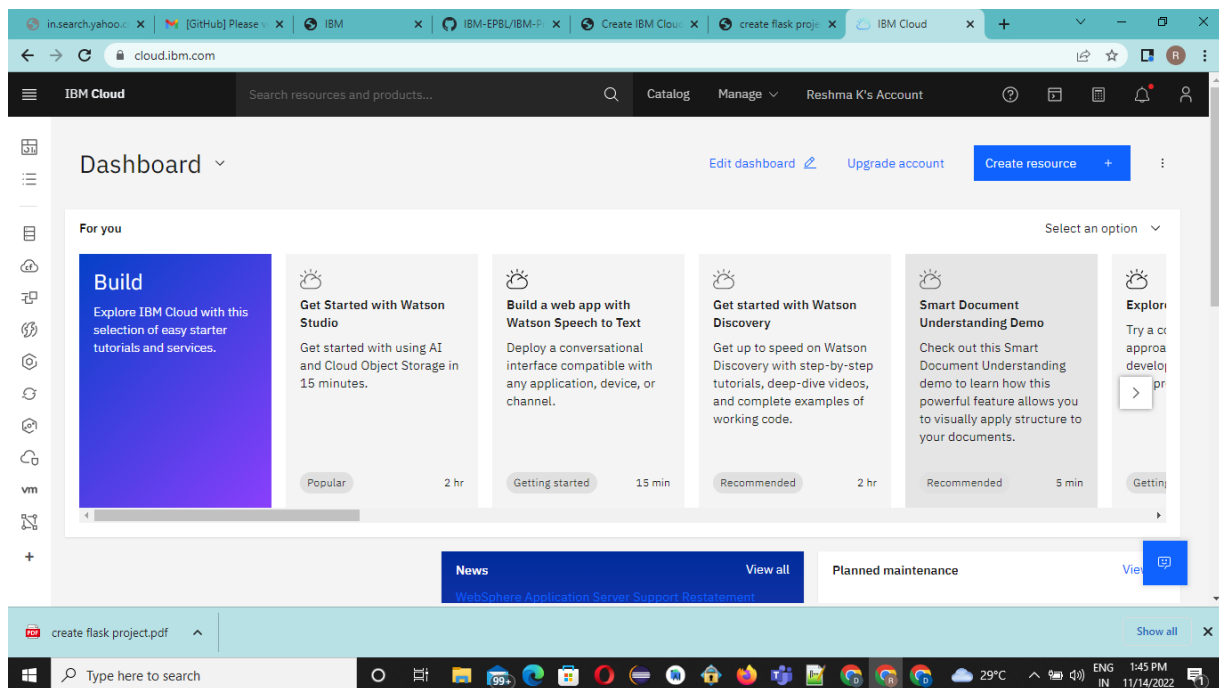 in.search.yahoo.c
[GitHub] Please v
IBM
IBM-EPBL/IBM-P
Create IBM Clou
create flask proje
IBM Cloud
cloud.ibm.com
R
IBM Cloud
Search resources and products...
Catalog
Manage
Reshma K's Account
Dashboard
Edit dashboard
Upgrade account
Create resource +
For you
Select an option
Build
Explore IBM Cloud with this
selection of easy starter
tutorials and services.
Get Started with Watson
Studio
Get started with using AI
and Cloud Object Storage in
15 minutes.
Popular
2 hr
Build a web app with
Watson Speech to Text
Deploy a conversational
interface compatible with
any application, device, or
channel.
Getting started
15 min
Get started with Watson
Discovery
Get up to speed on Watson
Discovery with step-by-step
tutorials, deep-dive videos,
and complete examples of
working code.
Recommended
2 hr
Smart Document
Understanding Demo
Check out this Smart
Document Understanding
demo to learn how this
powerful feature allows you
to visually apply structure to
your documents.
Recommended
5 min
Explor
Try a co
approa
develo
pr
Getting
vm
News
View all
WebSphere Application Server Support Restatement
Planned maintenance
Vie
PDF
create flask project.pdf
Show all
Type here to search
99+
29°C
ENG
IN
1:45 PM
11/14/2022